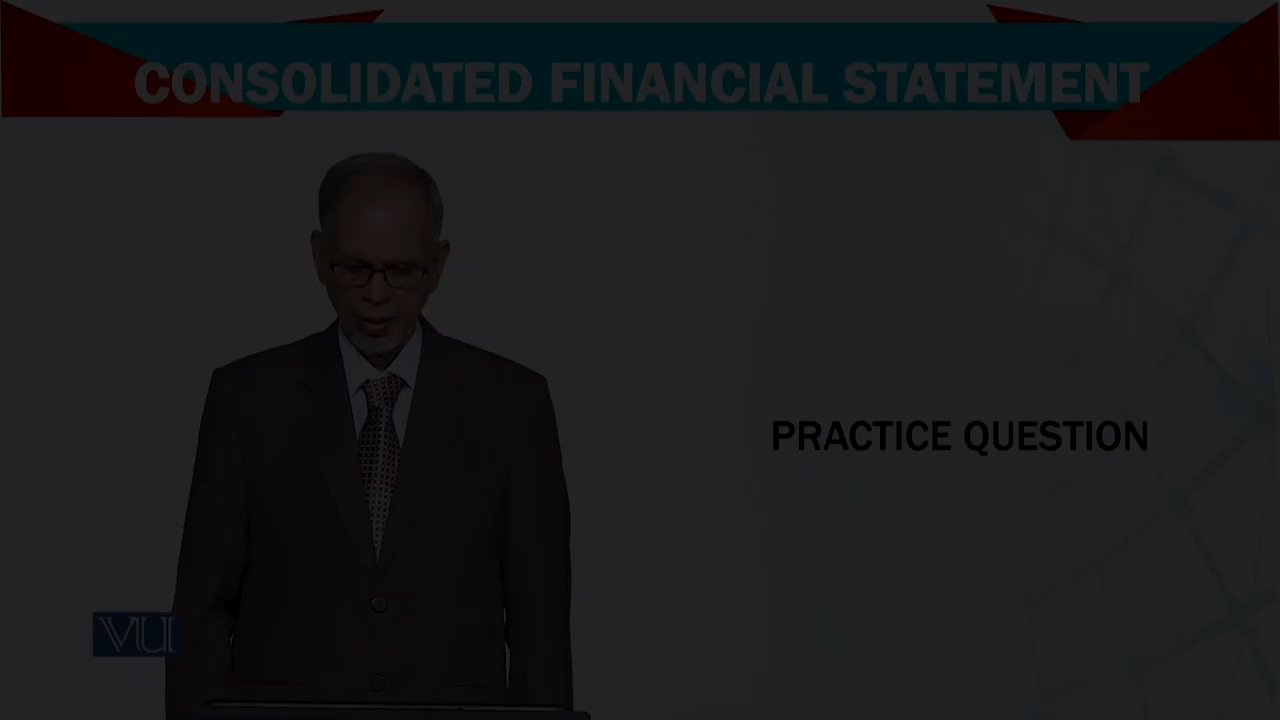 CONSOLIDATED FINANCIAL STATEMENT
PRACTICE QUESTION
VU